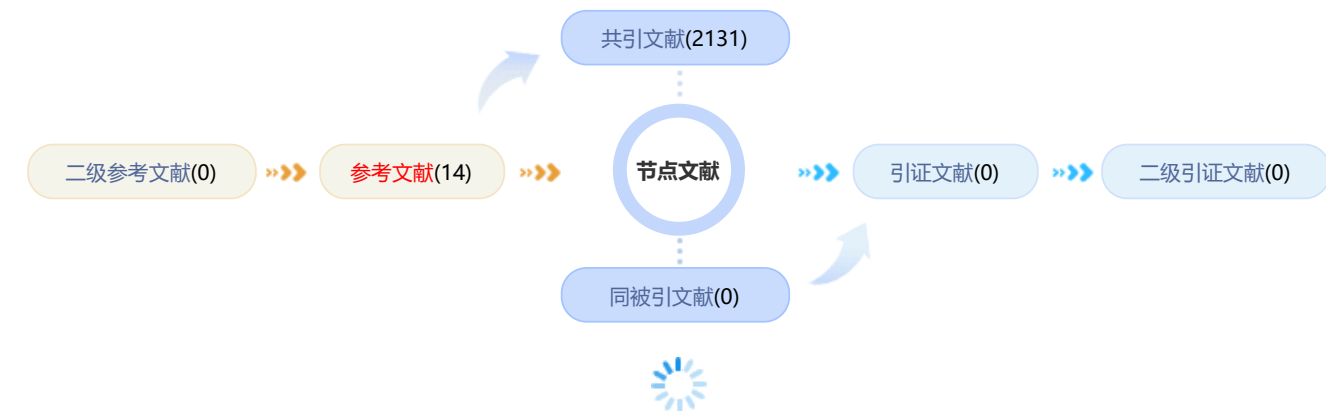 共引文献(2131)
二级参考文献(0)
参考文献(14)
节点文献
引证文献(0)
二级引证文献(0)
同被引文献(0)